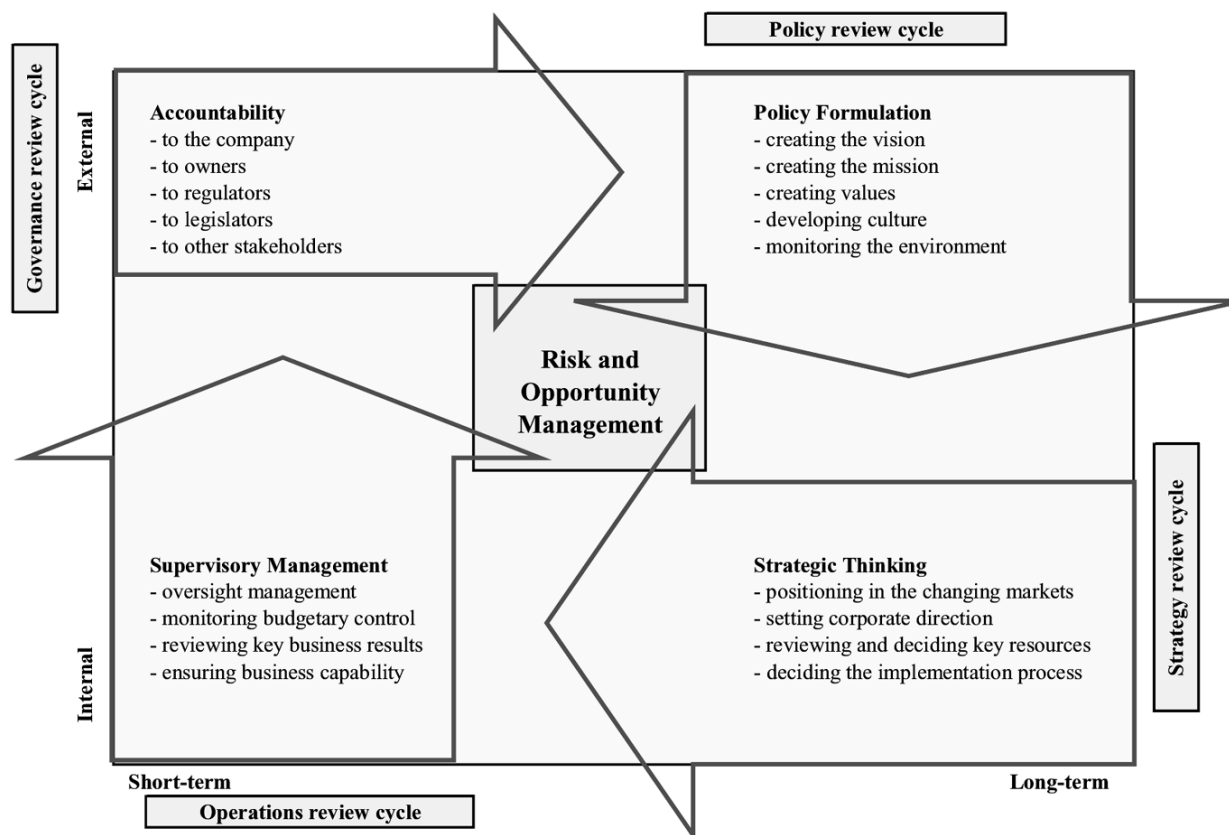 Policy review cycle
Governance review cycle
External
Accountability
- to the company
- to owners
- to regulators
- to legislators
- to other stakeholders
Policy Formulation
- creating the vision
- creating the mission
- creating values
- developing culture
- monitoring the environment
Risk and
Opportunity
Management
Internal
Supervisory Management
- oversight management
- monitoring budgetary control
- reviewing key business results
- ensuring business capability
Strategic Thinking
- positioning in the changing markets
- setting corporate direction
- reviewing and deciding key resources
- deciding the implementation process
Strategy review cycle
Short-term
Long-term
Operations review cycle